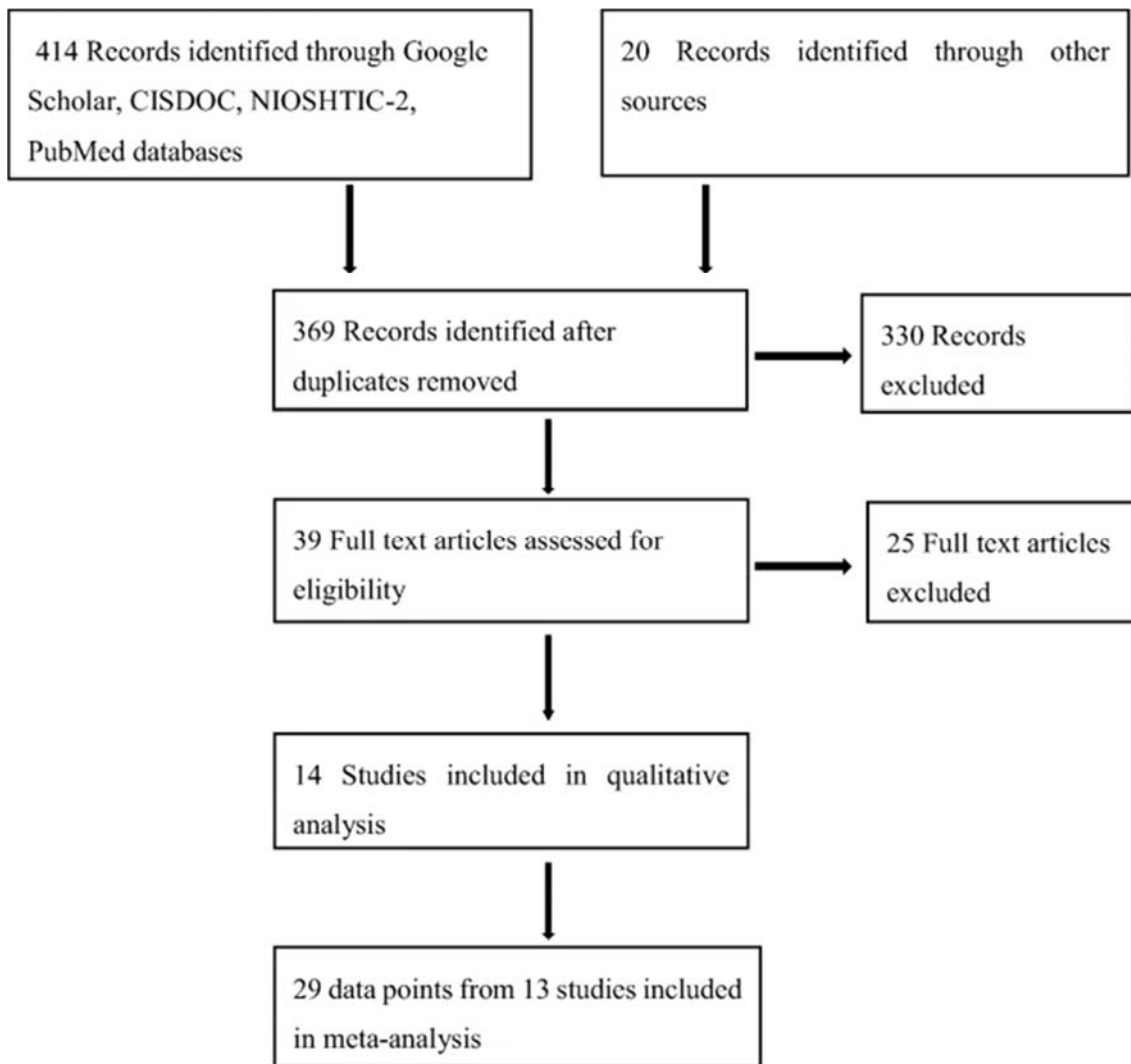 414 Records identified through Google
Scholar, CISDOC, NIOSHTIC-2,
PubMed databases
20 Records identified through other
sources
369 Records identified after
duplicates removed
330 Records
excluded
39 Full text articles assessed for
eligibility
25 Full text articles
excluded
14 Studies included in qualitative
analysis
29 data points from 13 studies included
in meta-analysis